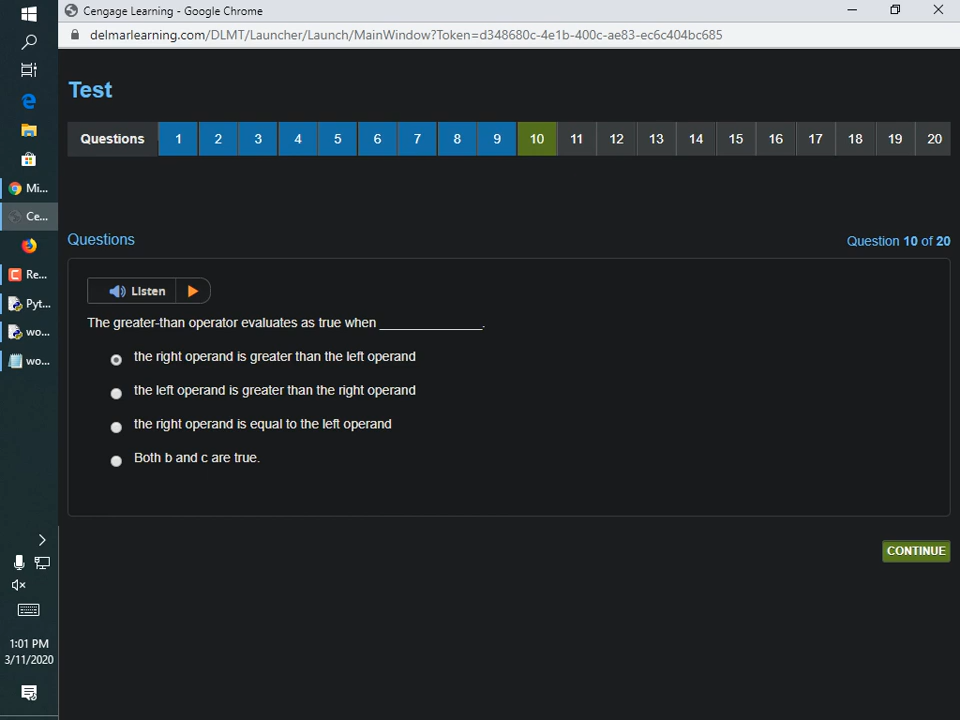 Cengage Learning - Google Chrome
delmarlearning.com/DLMT/Launcher/Launch/MainWindow?Token=d348680c-4e1b-400c-ae83-ec6c404bc685
Test
Questions 1 2 3 4 5 6 7 8 9 10 11 12 13 14 15 16 17 18 19 20
Mi...
Ce...
Re...
Pyt...
wo...
wo...
Questions
Question 10 of 20
Listen
The greater-than operator evaluates as true when ______________.
the right operand is greater than the left operand
the left operand is greater than the right operand
the right operand is equal to the left operand
Both b and c are true.
CONTINUE
1:01 PM
3/11/2020